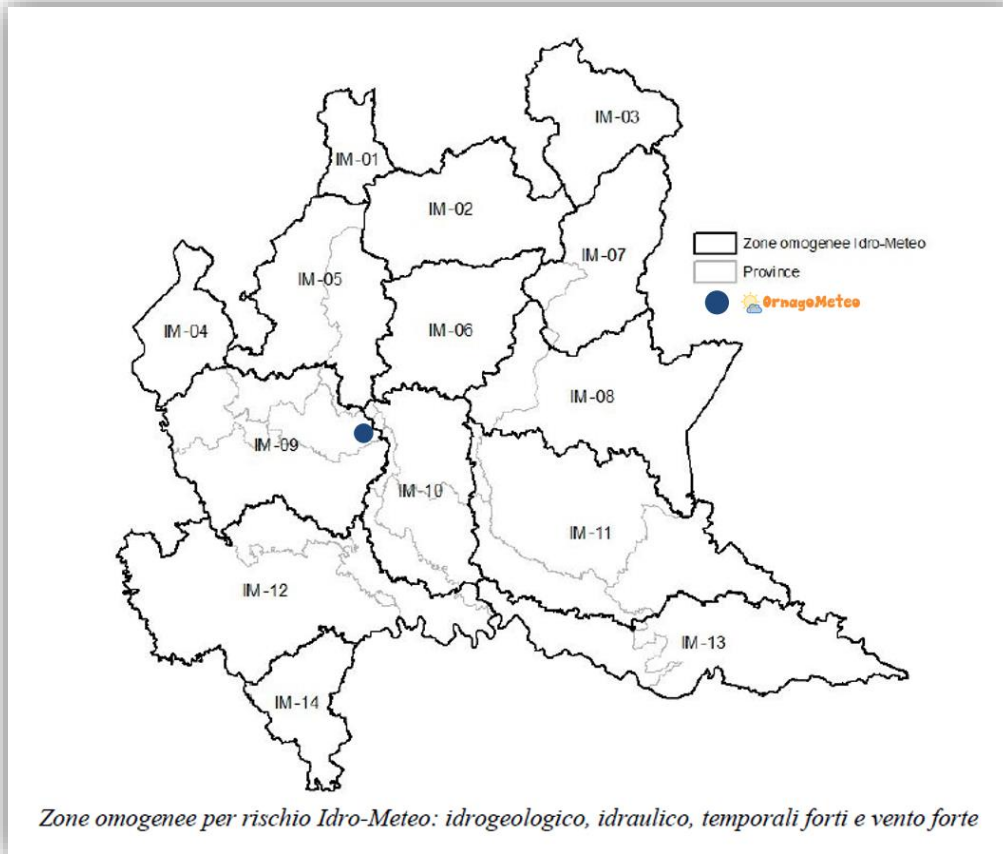 IM-03
IM-01
IM-02
IM-07
Zone omogenee Idro-Meteo
Province
OrnagoMeteo
IM-05
IM-04
IM-06
IM-08
IM-09
IM-10
IM-11
IM-12
IM-13
IM-14
Zone omogenee per rischio Idro-Meteo: idrogeologico, idraulico, temporali forti e vento forte